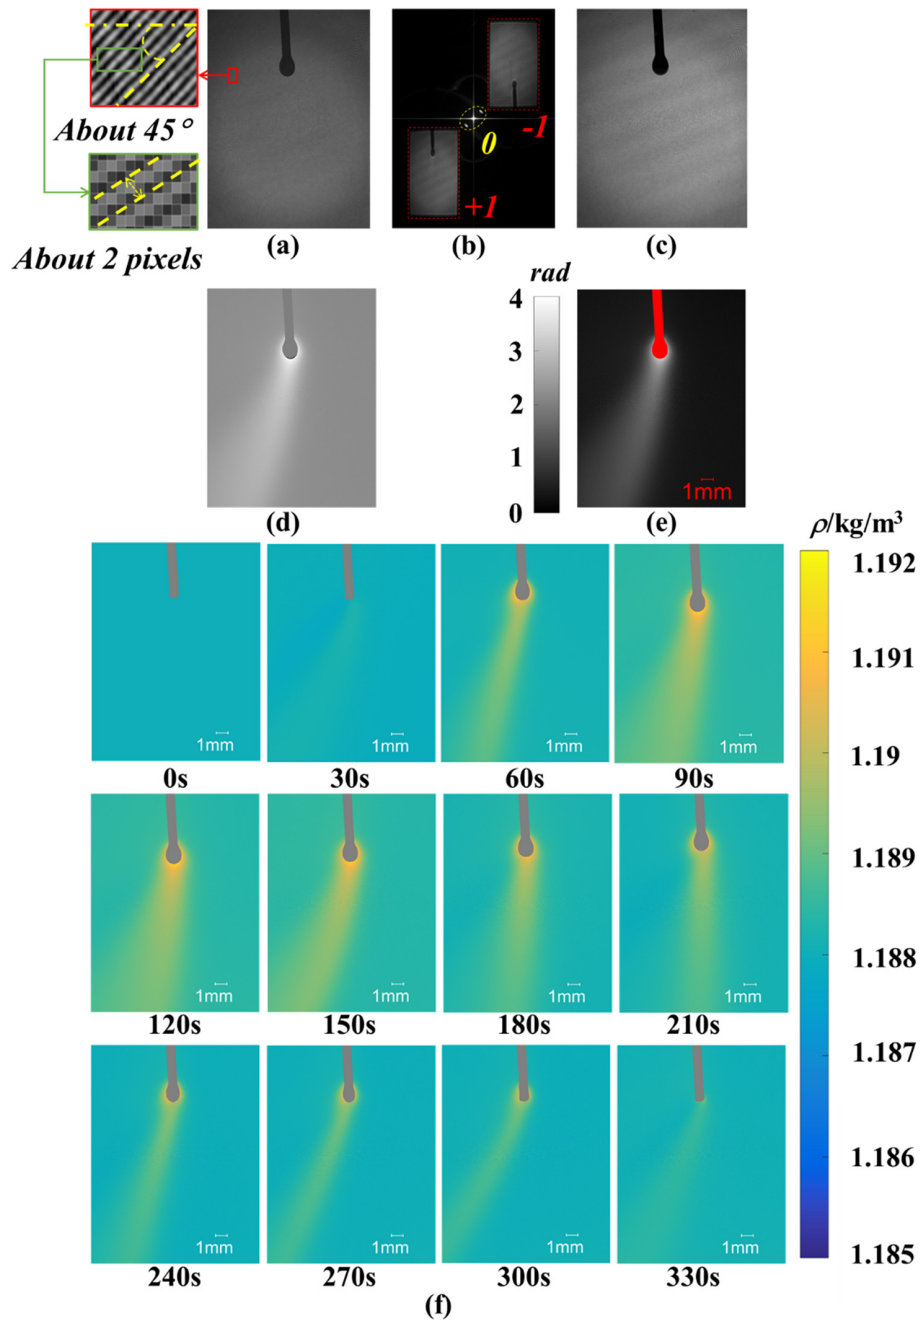 About 45°
About 2 pixels
(a)
0
-1
+1
(b)
(c)
(d)
rad
4
3
2
1
0
1mm
(e)
ρ/kg/m³
1.192
1.191
1.19
1.189
1.188
1.187
1.186
1.185
1mm
1mm
1mm
1mm
0s
30s
60s
90s
1mm
1mm
1mm
1mm
120s
150s
180s
210s
1mm
1mm
1mm
1mm
240s
270s
300s
330s
(f)